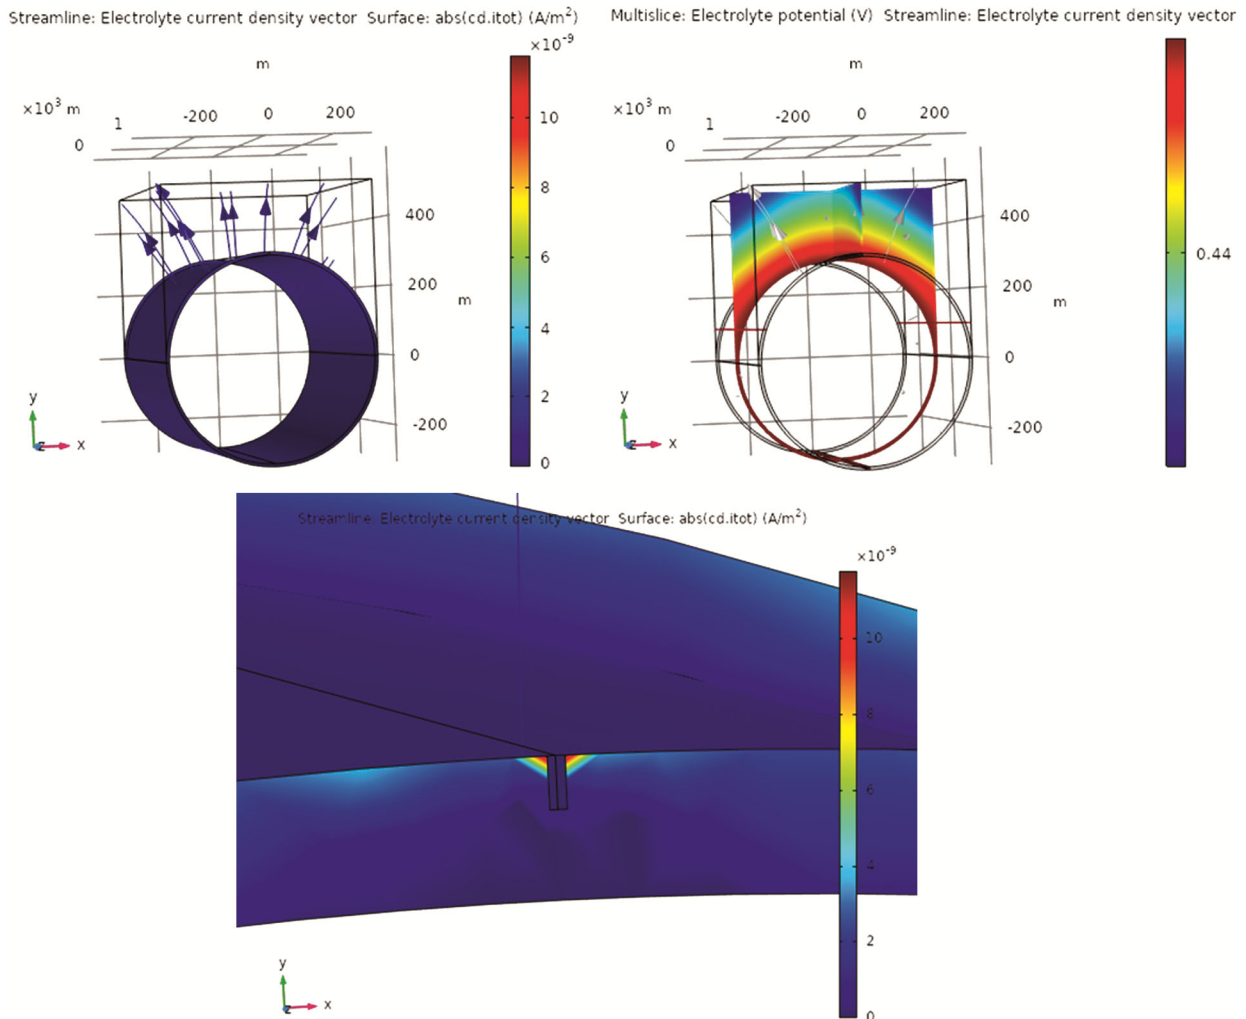 Streamline: Electrolyte current density vector Surface: abs(cd.itot) (A/m²)
×10⁻⁹
m
×10³ m
1
-200
0
200
0
10
8
6
4
2
0
400
200
m
0
-200
y
z
x
Multislice: Electrolyte potential (V) Streamline: Electrolyte current density vector
m
×10³ m
1
-200
0
200
0
400
200
m
0
-200
0.44
y
z
x
Streamline: Electrolyte current density vector Surface: abs(cd.itot) (A/m²)
×10⁻⁹
10
8
6
4
2
0
y
z
x